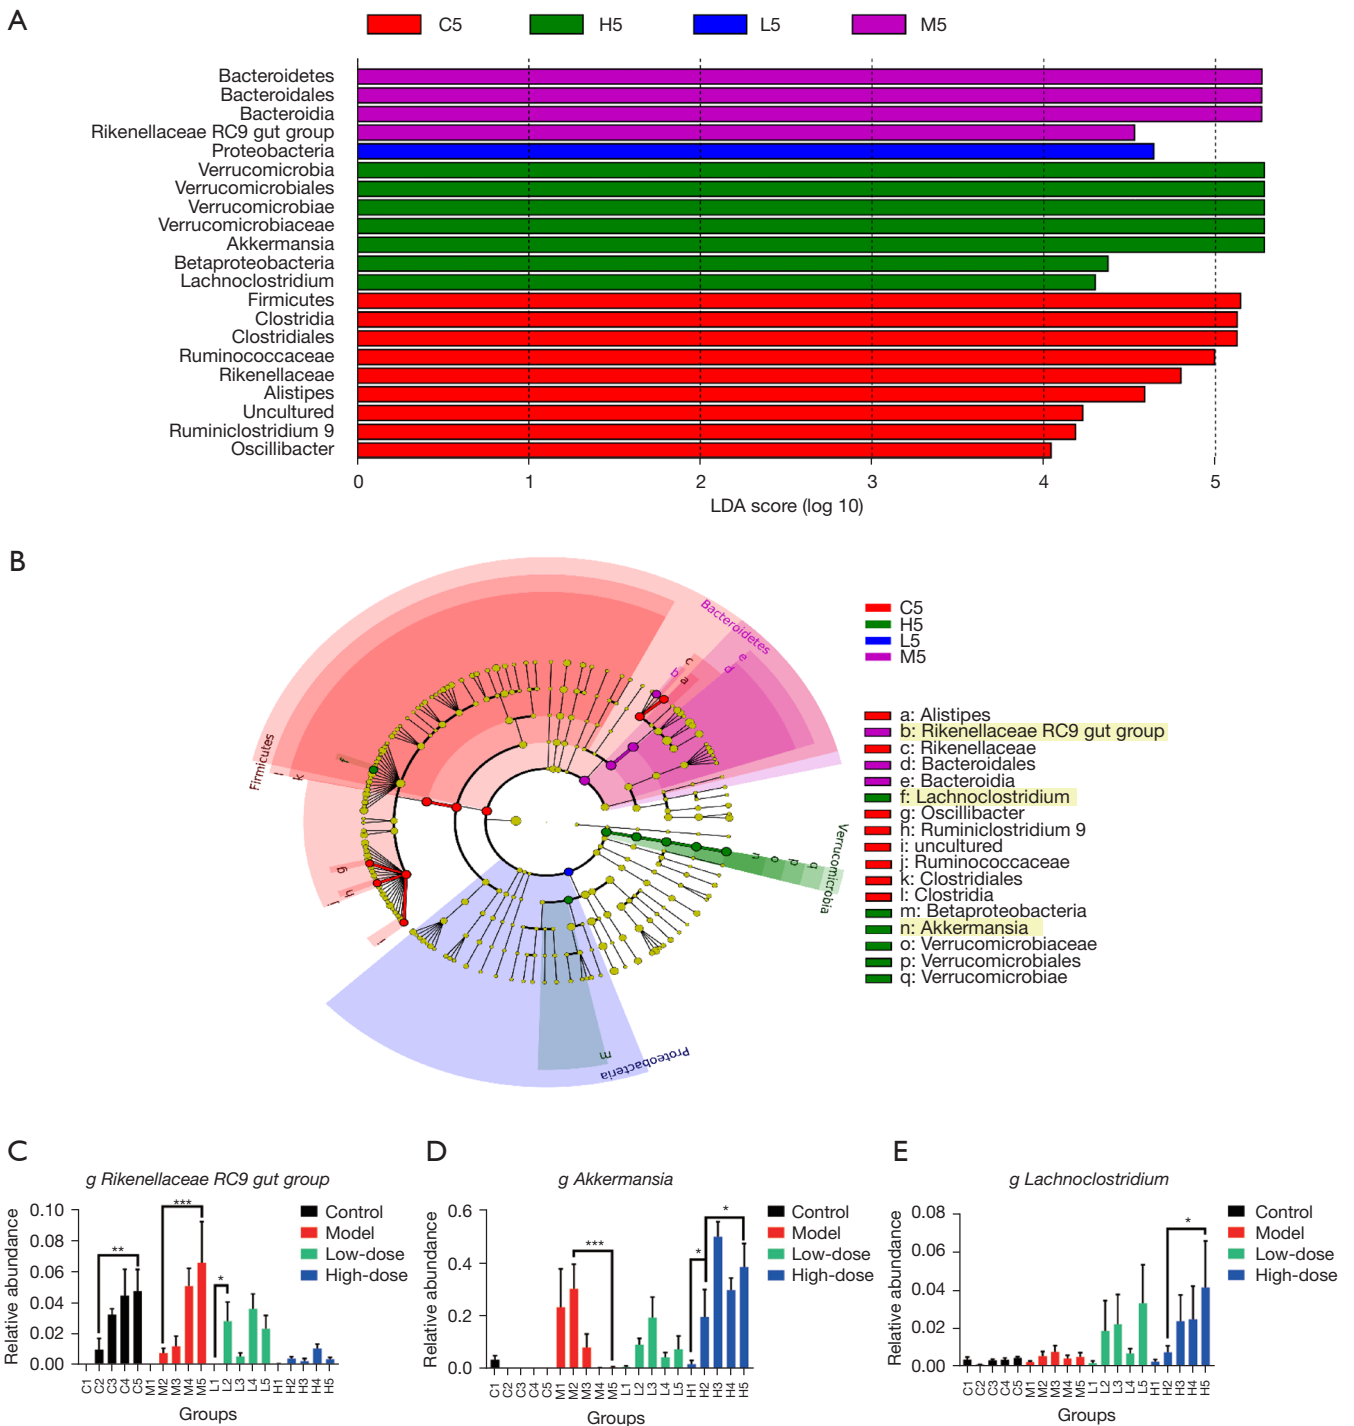 A
C5 H5 L5 M5
Bacteroidetes
Bacteroidales
Bacteroidia
Rikenellaceae RC9 gut group
Proteobacteria
Verrucomicrobia
Verrucomicrobiales
Verrucomicrobiae
Verrucomicrobiaceae
Akkermansia
Betaproteobacteria
Lachnoclostridium
Firmicutes
Clostridia
Clostridiales
Ruminococcaceae
Rikenellaceae
Alistipes
Uncultured
Ruminiclostridium 9
Oscillibacter
0 1 2 3 4 5
LDA score (log 10)
B
Bacteroidetes
e
d
c
b
a
Firmicutes
l
k
f
g
h
i
j
m
Proteobacteria
n o p q
Verrucomicrobia
C5
H5
L5
M5
a: Alistipes
b: Rikenellaceae RC9 gut group
c: Rikenellaceae
d: Bacteroidales
e: Bacteroidia
f: Lachnoclostridium
g: Oscillibacter
h: Ruminiclostridium 9
i: uncultured
j: Ruminococcaceae
k: Clostridiales
l: Clostridia
m: Betaproteobacteria
n: Akkermansia
o: Verrucomicrobiaceae
p: Verrucomicrobiales
q: Verrucomicrobiae
C
g Rikenellaceae RC9 gut group
Relative abundance
0.10
0.08
0.06
0.04
0.02
0.00
** *** *
C1 C2 C3 C4 C5 M1 M2 M3 M4 M5 L1 L2 L3 L4 L5 H1 H2 H3 H4 H5
Groups
Control
Model
Low-dose
High-dose
D
g Akkermansia
Relative abundance
0.6
0.4
0.2
0.0
*** * *
C1 C2 C3 C4 C5 M1 M2 M3 M4 M5 L1 L2 L3 L4 L5 H1 H2 H3 H4 H5
Groups
Control
Model
Low-dose
High-dose
E
g Lachnoclostridium
Relative abundance
0.08
0.06
0.04
0.02
0.00
*
C1 C2 C3 C4 C5 M1 M2 M3 M4 M5 L1 L2 L3 L4 L5 H1 H2 H3 H4 H5
Groups
Control
Model
Low-dose
High-dose